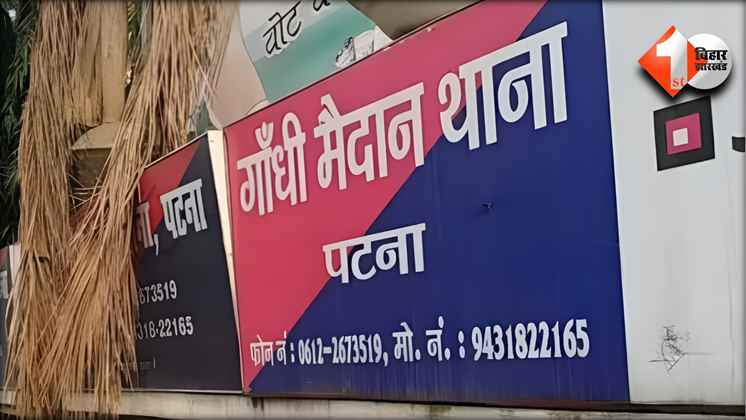 वोट
गाँधी मैदान थाना
पटना
फोन नं : 0612-2673519, मो. नं. : 9431822165
, पटना
673519
318-22165
1st
बिहार
झारखंड